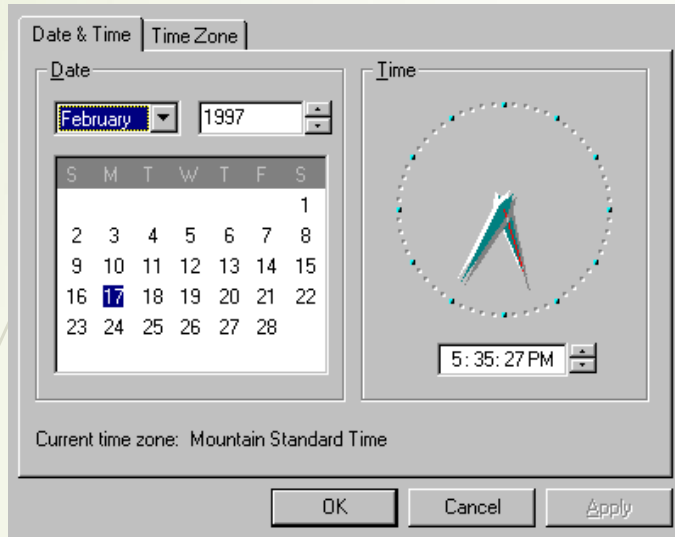 Date & Time Time Zone
Date
February 1997
S M T W T F S
1
2 3 4 5 6 7 8
9 10 11 12 13 14 15
16 17 18 19 20 21 22
23 24 25 26 27 28
Time
5:35:27 PM
Current time zone: Mountain Standard Time
OK Cancel Apply